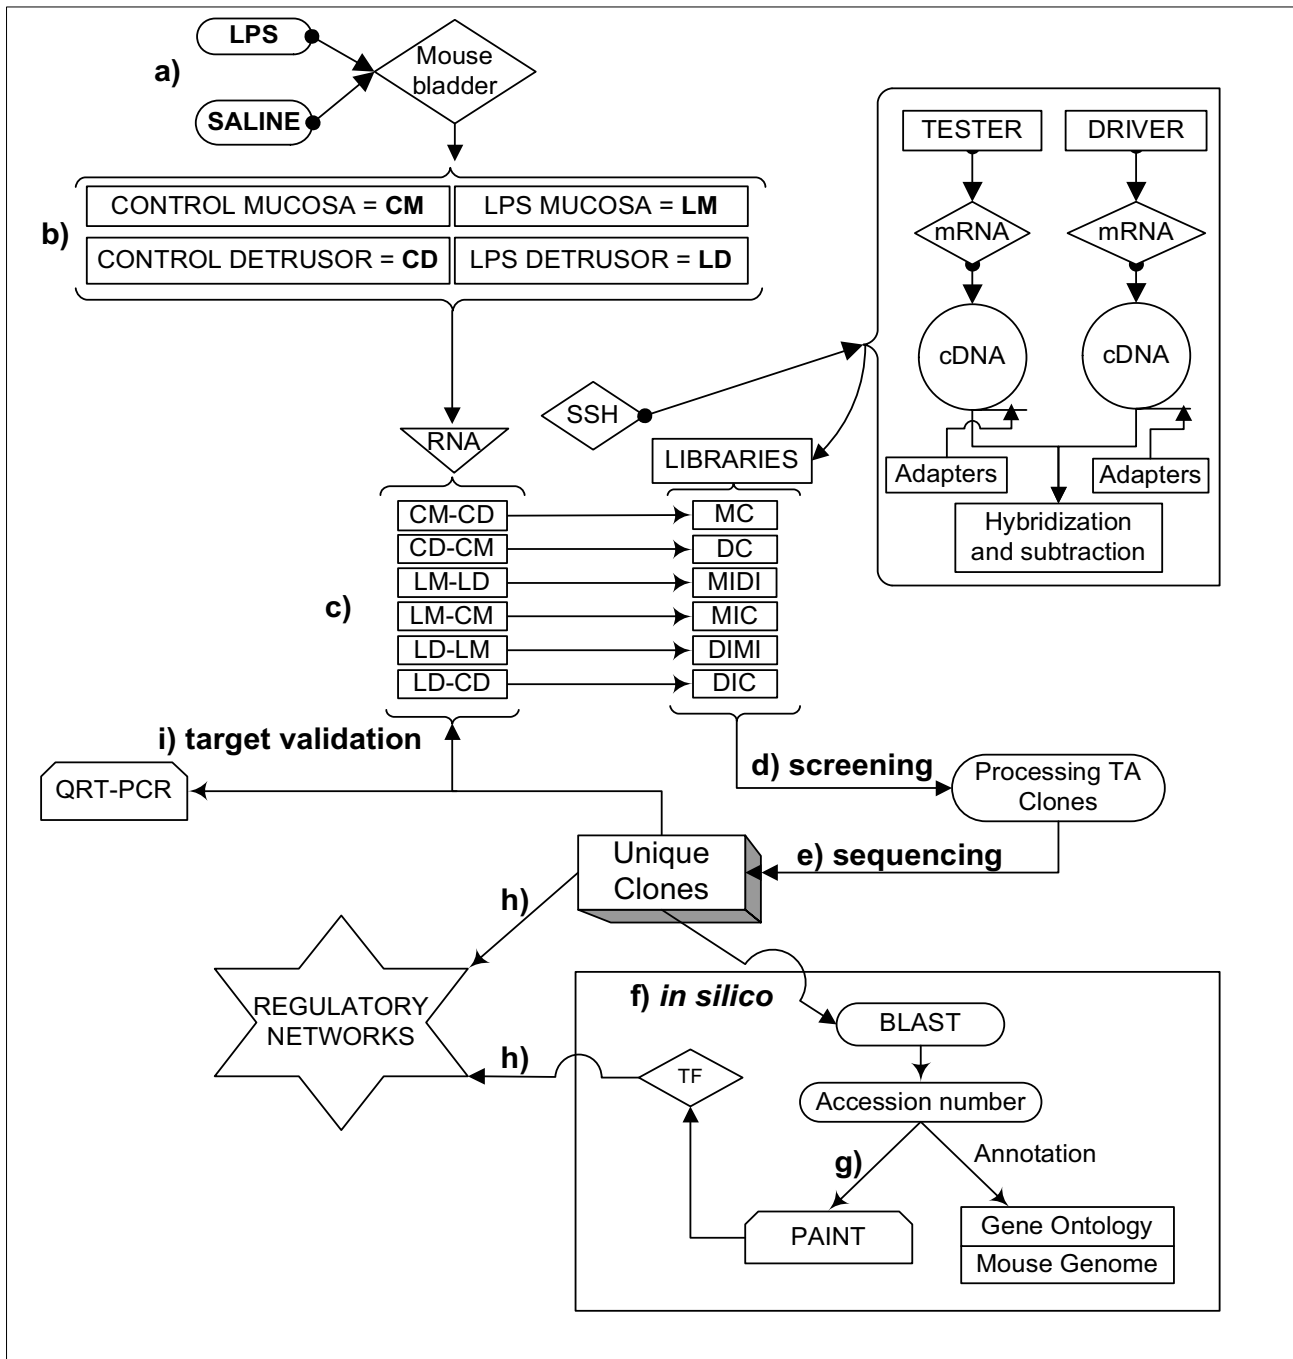 LPS
a)
Mouse
bladder
SALINE
b)
CONTROL MUCOSA = CM
LPS MUCOSA = LM
CONTROL DETRUSOR = CD
LPS DETRUSOR = LD
TESTER
DRIVER
mRNA
mRNA
cDNA
cDNA
Adapters
Adapters
Hybridization
and subtraction
SSH
RNA
LIBRARIES
c)
CM-CD
MC
CD-CM
DC
LM-LD
MIDI
LM-CM
MIC
LD-LM
DIMI
LD-CD
DIC
i) target validation
QRT-PCR
d) screening
Processing TA
Clones
e) sequencing
Unique
Clones
h)
REGULATORY
NETWORKS
h)
f) in silico
BLAST
TF
Accession number
g)
Annotation
PAINT
Gene Ontology
Mouse Genome